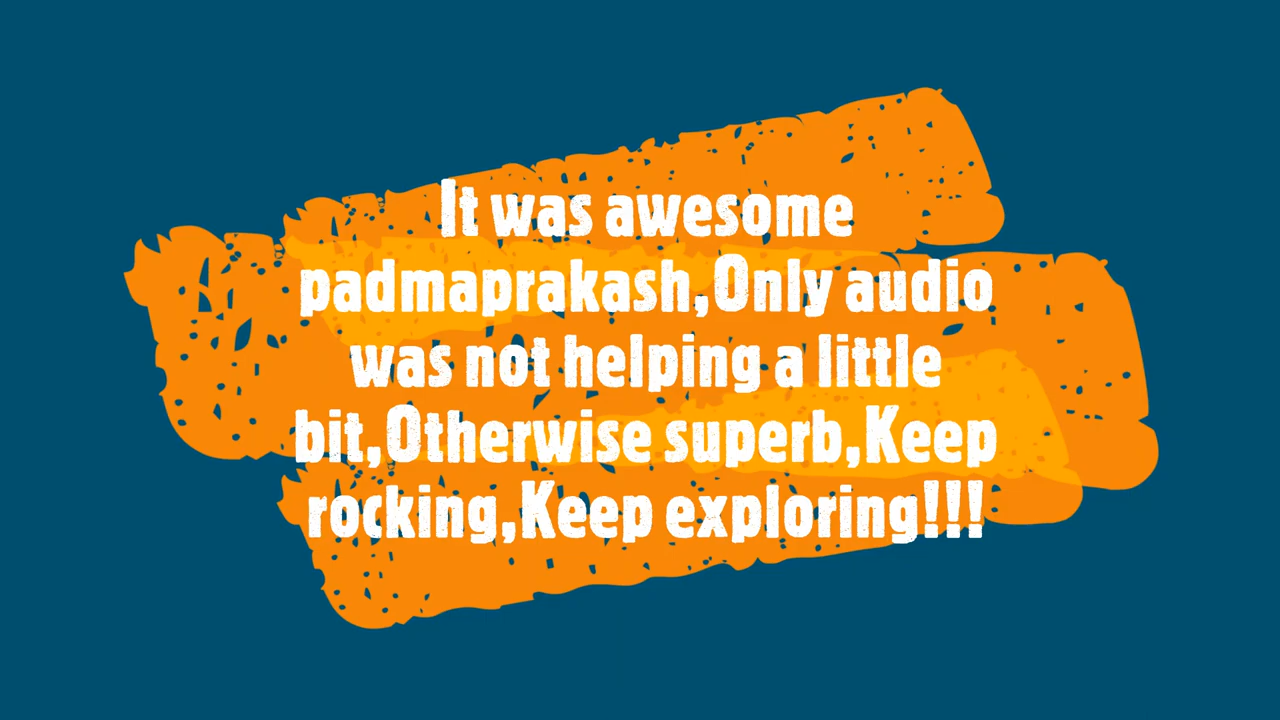 It was awesome
padmaprakash,Only audio
was not helping a little
bit,Otherwise superb,Keep
rocking,Keep exploring!!!